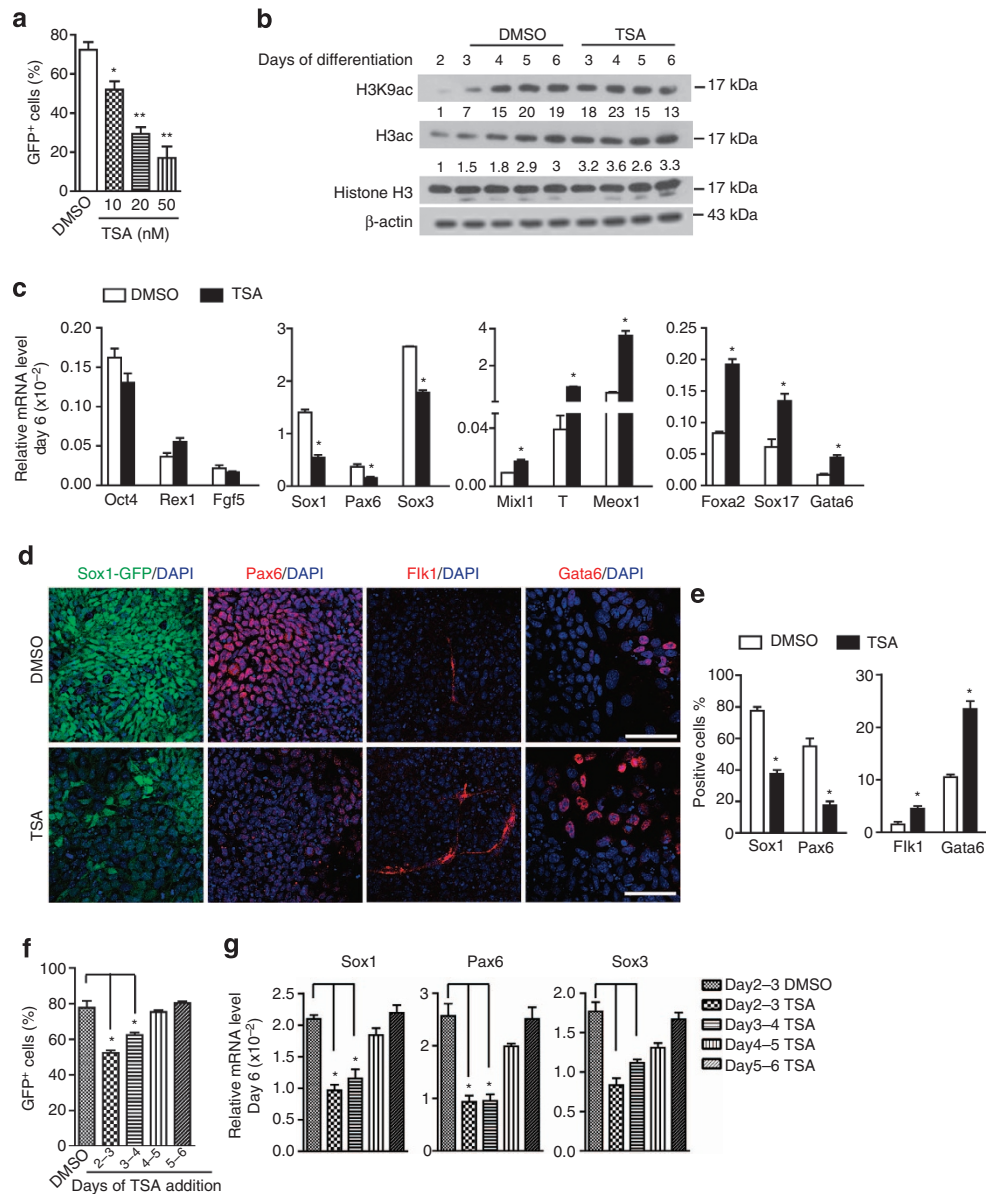 a
80
60
40
20
0
GFP⁺ cells (%)
*
**
**
DMSO
10 20 50
TSA (nM)
b
DMSO TSA
Days of differentiation 2 3 4 5 6 3 4 5 6
H3K9ac
17 kDa
1 7 15 20 19 18 23 15 13
H3ac
17 kDa
1 1.5 1.8 2.9 3 3.2 3.6 2.6 3.3
Histone H3
17 kDa
β-actin
43 kDa
c
DMSO TSA
Relative mRNA level
day 6 (x10⁻²)
0.20
0.15
0.10
0.05
0.00
Oct4 Rex1 Fgf5
3
2
1
0
* * *
Sox1 Pax6 Sox3
4
2
0.04
0.00
* * *
Mixl1 T Meox1
0.25
0.20
0.15
0.10
0.05
0.00
* * *
Foxa2 Sox17 Gata6
d
Sox1-GFP/DAPI Pax6/DAPI Flk1/DAPI Gata6/DAPI
DMSO
TSA
e
DMSO TSA
Positive cells %
100
80
60
40
20
0
* *
Sox1 Pax6
30
20
10
0
* *
Flk1 Gata6
f
GFP⁺ cells (%)
100
80
60
40
20
0
* *
DMSO 2–3 3–4 4–5 5–6
Days of TSA addition
g
Relative mRNA level
Day 6 (x10⁻²)
Sox1
2.5
2.0
1.5
1.0
0.5
0.0
* *
Pax6
3
2
1
0
* *
Sox3
2.0
1.5
1.0
0.5
0.0
Day2–3 DMSO
Day2–3 TSA
Day3–4 TSA
Day4–5 TSA
Day5–6 TSA